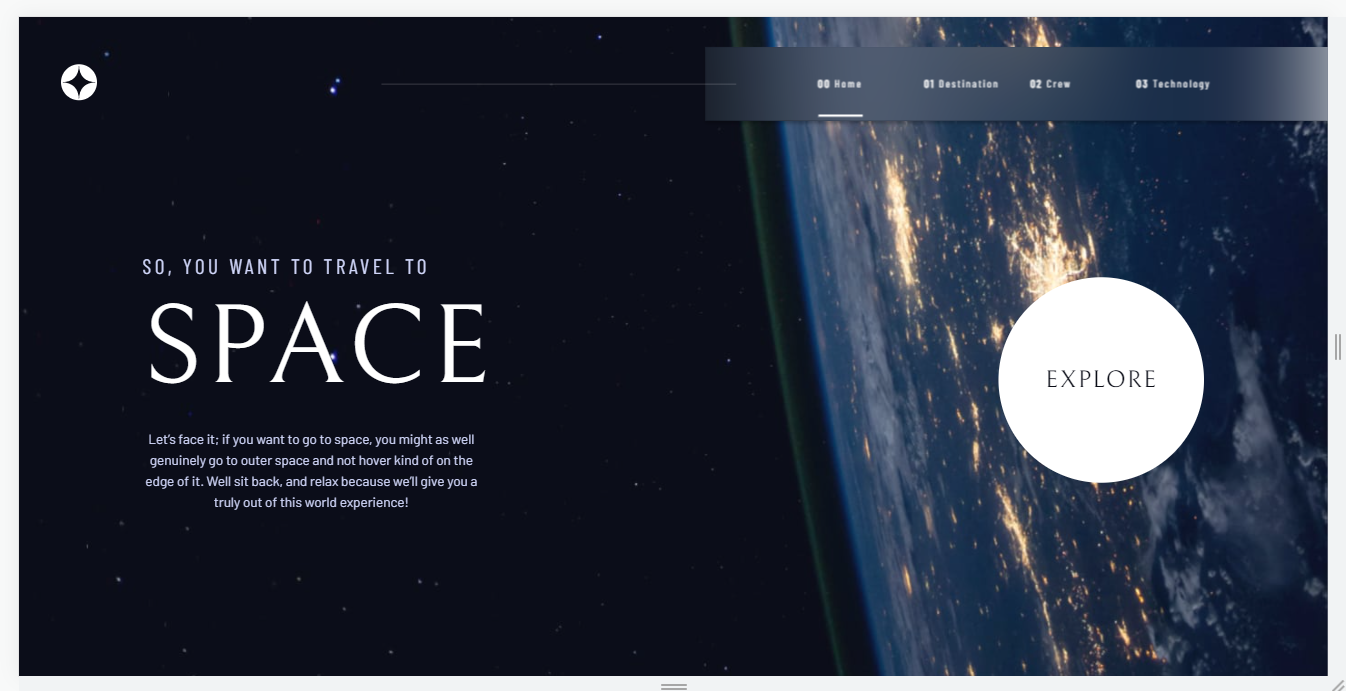 00 Home 01 Destination 02 Crew 03 Technology
SO, YOU WANT TO TRAVEL TO
SPACE
Let’s face it; if you want to go to space, you might as well
genuinely go to outer space and not hover kind of on the
edge of it. Well sit back, and relax because we’ll give you a
truly out of this world experience!
EXPLORE